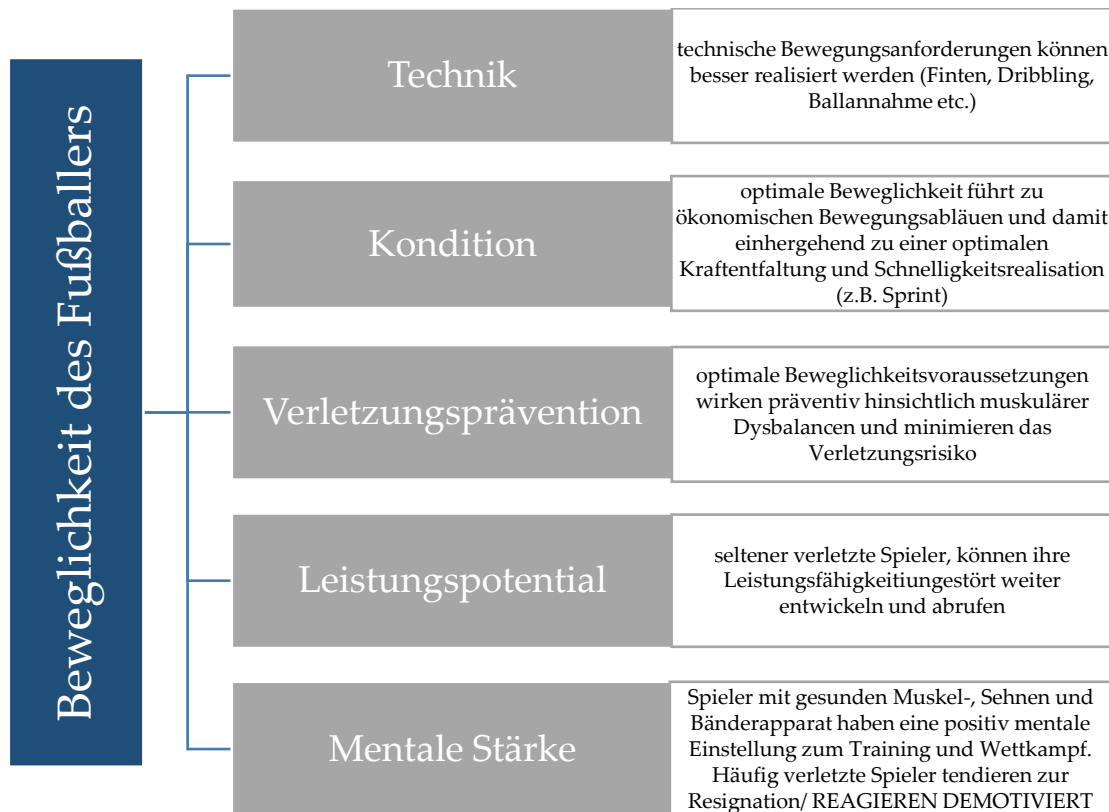 Beweglichkeit des Fußballers
Technik
technische Bewegungsanforderungen können
besser realisiert werden (Finten, Dribbling,
Ballannahme etc.)
Kondition
optimale Beweglichkeit führt zu
ökonomischen Bewegungsabläuen und damit
einhergehend zu einer optimalen
Kraftentfaltung und Schnelligkeitsrealisation
(z.B. Sprint)
Verletzungsprävention
optimale Beweglichkeitsvoraussetzungen
wirken präventiv hinsichtlich muskulärer
Dysbalancen und minimieren das
Verletzungsrisiko
Leistungspotential
seltener verletzte Spieler, können ihre
Leistungsfähigkeitiungestört weiter
entwickeln und abrufen
Mentale Stärke
Spieler mit gesunden Muskel-, Sehnen und
Bänderapparat haben eine positiv mentale
Einstellung zum Training und Wettkampf.
Häufig verletzte Spieler tendieren zur
Resignation/ REAGIEREN DEMOTIVIERT